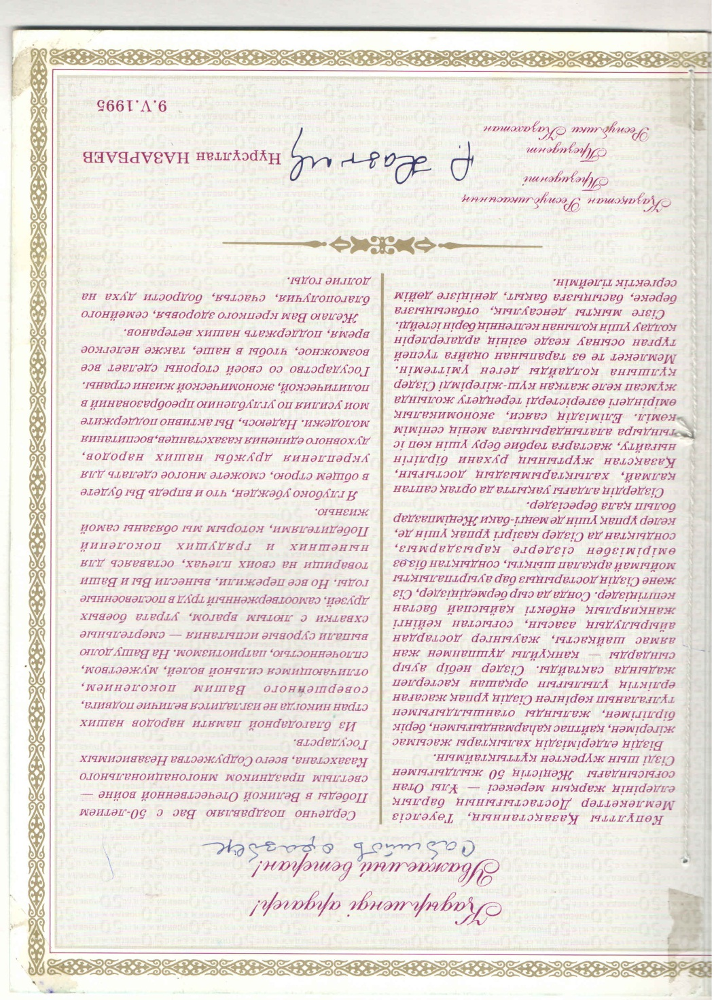 Қадырменді ардагер!
Уважаемый ветеран!
Көпұлтты Қазақстанның, Тәуелсіз
Мемлекеттер Достастығының барлық
елдерінің жарқын мерекесі — Ұлы Отан
соғысындағы Жеңістің 50 жылдығымен
Сізді шын жүректен құттықтаймын.
Біздің елдеріміздің халықтары жасымас
жігерімен, қайтпас қаһармандығымен, берік
бірлігімен, жалынды отаншылдығымен
тұлғаланып көрінген Сіздің ұрпақ жасаған
ерліктің ұлылығын әрқашан қастерлеп
жадында сақтайды. Сіздер небір ауыр
сындарды — қанқұйлы дұшпанмен жан
аямас шайқасты, жауынгер достардан
айырылудың азасын, соғыстан кейінгі
жанқиярлық еңбекті қайыспай бастан
кештіңіздер. Сонда да сыр бермедіңіздер, Сіз
және Сіздің достарыңыз бар ауыртпалықты
мойымай арқалап шықты, сондықтан біз өз
өмірімізбен сіздерге қарыздармыз,
сондықтан да Сіздер қазіргі ұрпақ үшін де,
келер ұрпақ үшін де мәңгі-бақи Жеңімпаздар
болып қала бересіздер.
Сіздердің алдағы уақытта да ортақ саптан
қалмай, халықтарымыздың достығын,
Қазақстан жұртының рухани бірлігін
нығайту, жастарға тәрбие беру үшін көп іс
тындыра алатындарыңызға менің сенімім
кәміл. Еліміздің саяси, экономикалық
өміріндегі өзгерістерді тереңдету жолында
жұмсап келе жатқан күш-жігерімді Сіздер
құлшына қолдайды деген үміттемін.
Мемлекет те өз тарапынан оңайға түспей
тұрған осынау кезде өзінің ардагерлерін
қолдау үшін қолынан келгеннің бәрін істейді.
Сізге мықты денсаулық, отбасыңызға
береке, басыңызға бақыт, деніңізге дәйім
сергектік тілеймін.
Сердечно поздравляю Вас с 50-летием
Победы в Великой Отечественной войне —
светлым праздником многонационального
Казахстана, всего Содружества Независимых
Государств.
Из благодарной памяти народов наших
стран никогда не изгладится величие подвига,
совершенного Вашим поколением,
отличающимся сильной волей, мужеством,
сплоченностью, патриотизмом. На Вашу долю
выпали суровые испытания — смертельные
схватки с лютым врагом, утрата боевых
друзей, самоотверженный труд в послевоенные
годы. Но все пережили, вынесли Вы и Ваши
товарищи на своих плечах, оставаясь для
нынешних и грядущих поколений
Победителями, которым мы обязаны самой
жизнью.
Я глубоко убежден, что и впредь Вы будете
в общем строю, сможете многое сделать для
укрепления дружбы наших народов,
духовного единения казахстанцев, воспитания
молодежи. Надеюсь, Вы активно поддержите
мои усилия по углублению преобразований в
политической, экономической жизни страны.
Государство со своей стороны сделает все
возможное, чтобы в наше, также нелегкое
время, поддержать наших ветеранов.
Желаю Вам крепкого здоровья, семейного
благополучия, счастья, бодрости духа на
долгие годы.
Қазақстан Республикасының
Президенті
Президент
Республики Казахстан
Нұрсұлтан НАЗАРБАЕВ
9.V.1995